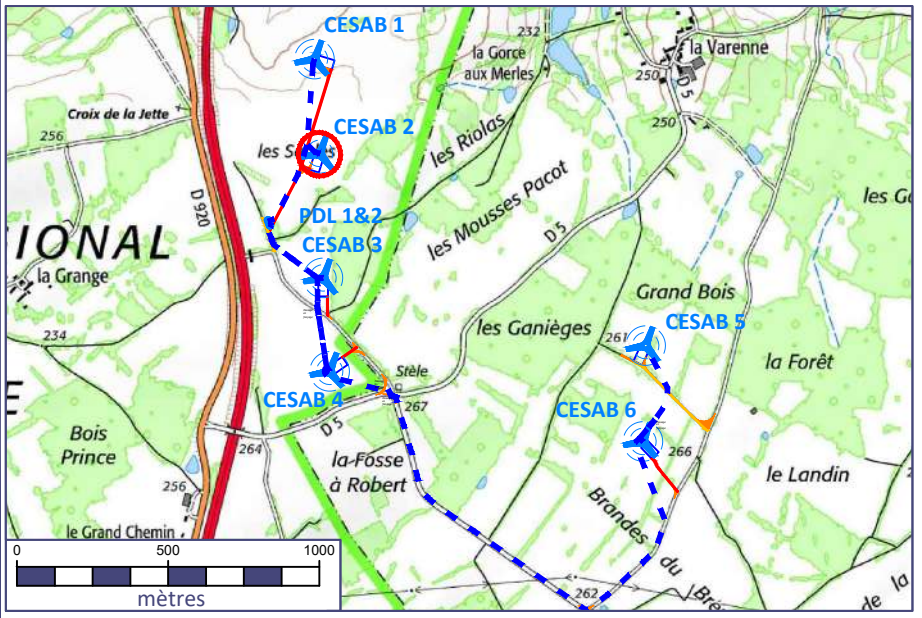 CESAB 1
232
la Varenne
la Gorce
aux Merles
250
D 5
Croix de la Jette
256
CESAB 2
250
les Riolas
D 920
les Mousses Pacot
PDL 1&2
IONAL
CESAB 3
D 5
la Grange
Grand Bois
234
les Ganièges
261
CESAB 5
la Forêt
Stèle
CESAB 4
267
CESAB 6
D 5
Bois
Prince
264
266
la-Fosse
à Robert
le Landin
256
Brandes du
le Grand Chemin
0 500 1000
mètres
262
de la